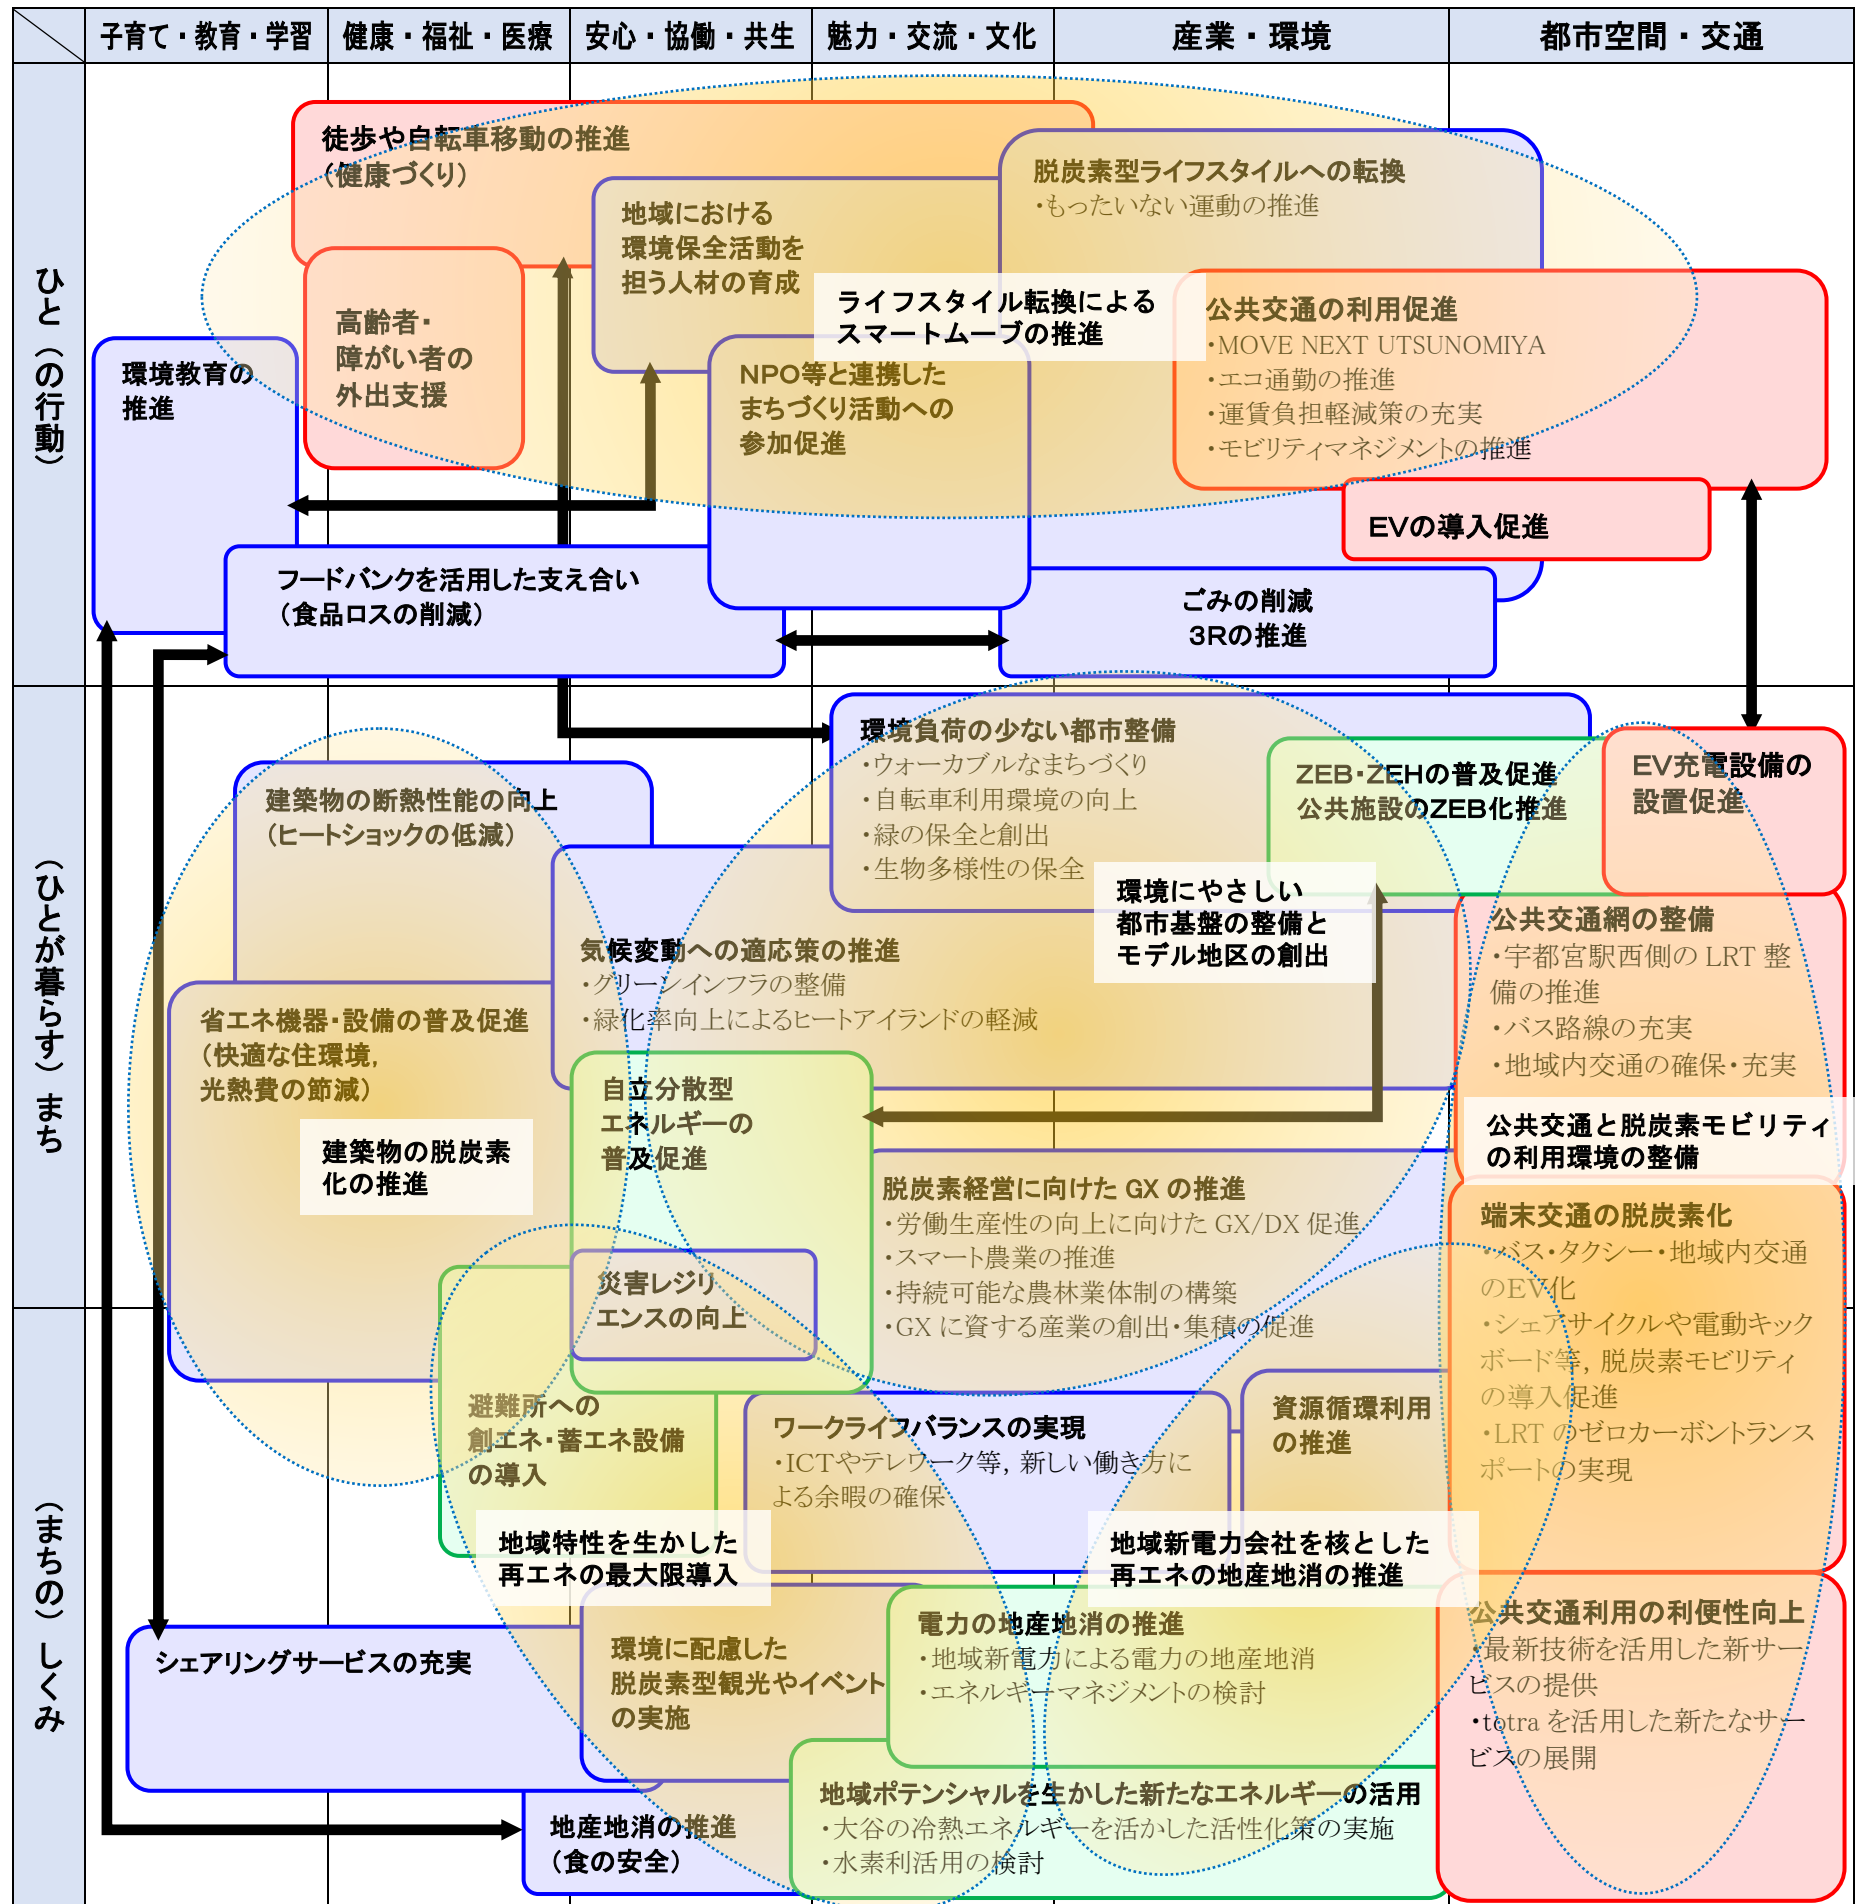 子育て・教育・学習
健康・福祉・医療
安心・協働・共生
魅力・交流・文化
産業・環境
都市空間・交通
ひと（の行動）
徒歩や自転車移動の推進
（健康づくり）
脱炭素型ライフスタイルへの転換
・もったいない運動の推進
地域における
環境保全活動を
担う人材の育成
ライフスタイル転換による
スマートムーブの推進
公共交通の利用促進
・MOVE NEXT UTSUNOMIYA
・エコ通勤の推進
・運賃負担軽減策の充実
・モビリティマネジメントの推進
高齢者・
障がい者の
外出支援
環境教育の
推進
NPO等と連携した
まちづくり活動への
参加促進
EVの導入促進
フードバンクを活用した支え合い
（食品ロスの削減）
ごみの削減
3Rの推進
（ひとが暮らす）まち
環境負荷の少ない都市整備
・ウォーカブルなまちづくり
・自転車利用環境の向上
・緑の保全と創出
・生物多様性の保全
ZEB・ZEHの普及促進
公共施設のZEB化推進
EV充電設備の
設置促進
建築物の断熱性能の向上
（ヒートショックの低減）
環境にやさしい
都市基盤の整備と
モデル地区の創出
公共交通網の整備
・宇都宮駅西側の LRT 整
備の推進
・バス路線の充実
・地域内交通の確保・充実
気候変動への適応策の推進
・グリーンインフラの整備
・緑化率向上によるヒートアイランドの軽減
省エネ機器・設備の普及促進
（快適な住環境，
光熱費の節減）
建築物の脱炭素
化の推進
自立分散型
エネルギーの
普及促進
公共交通と脱炭素モビリティ
の利用環境の整備
脱炭素経営に向けた GX の推進
・労働生産性の向上に向けた GX/DX 促進
・スマート農業の推進
・持続可能な農林業体制の構築
・GX に資する産業の創出・集積の促進
端末交通の脱炭素化
・バス・タクシー・地域内交通
のEV化
・シェアサイクルや電動キック
ボード等，脱炭素モビリティ
の導入促進
・LRT のゼロカーボントランス
ポートの実現
災害レジリ
エンスの向上
（まちの）しくみ
避難所への
創エネ・蓄エネ設備
の導入
ワークライフバランスの実現
・ICTやテレワーク等，新しい働き方に
よる余暇の確保
資源循環利用
の推進
地域特性を生かした
再エネの最大限導入
地域新電力会社を核とした
再エネの地産地消の推進
シェアリングサービスの充実
環境に配慮した
脱炭素型観光やイベント
の実施
電力の地産地消の推進
・地域新電力による電力の地産地消
・エネルギーマネジメントの検討
公共交通利用の利便性向上
・最新技術を活用した新サー
ビスの提供
・totra を活用した新たなサー
ビスの展開
地産地消の推進
（食の安全）
地域ポテンシャルを生かした新たなエネルギーの活用
・大谷の冷熱エネルギーを活かした活性化策の実施
・水素利活用の検討